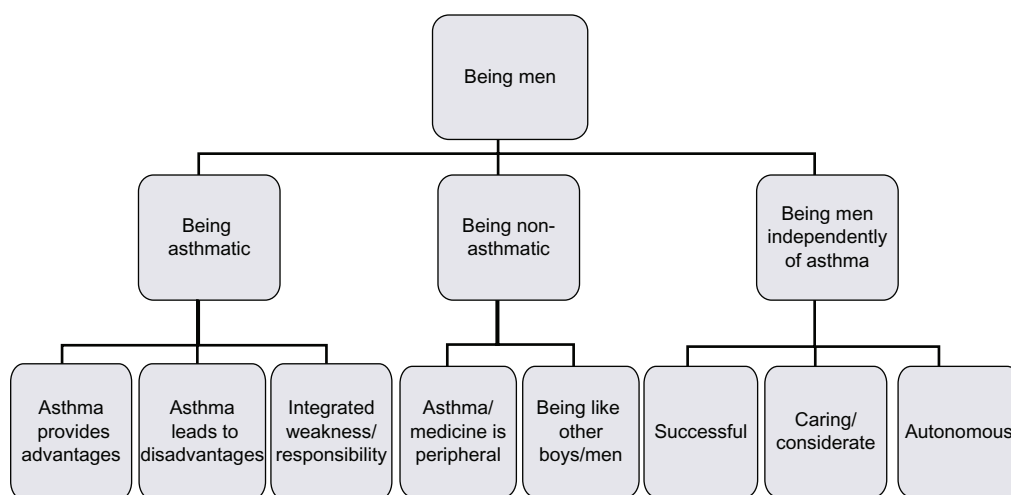 Being men
Being
asthmatic
Being non-
asthmatic
Being men
independently
of asthma
Asthma
provides
advantages
Asthma
leads to
disadvantages
Integrated
weakness/
responsibility
Asthma/
medicine is
peripheral
Being like
other
boys/men
Successful
Caring/
considerate
Autonomous